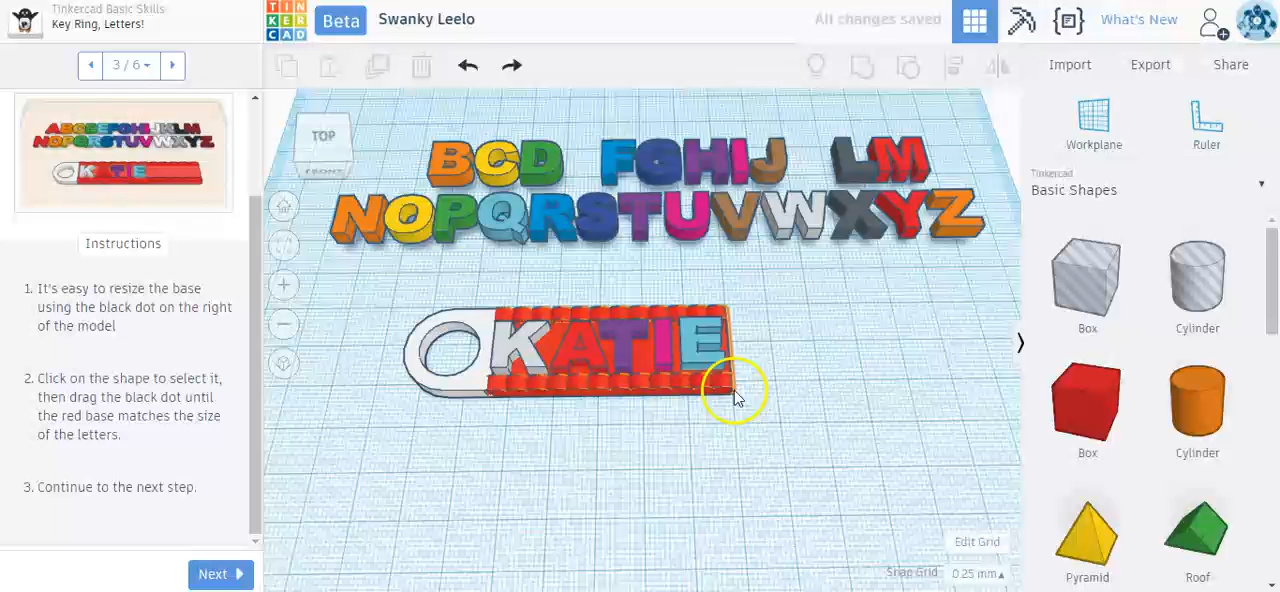 Tinkercad Basic Skills
Key Ring, Letters!
TIN
KER
CAD
Beta
Swanky Leelo
All changes saved
What's New
3 / 6
Import
Export
Share
ABCDEFGHIJKLM
NOPQRSTUVWXYZ
KATIE
Instructions
1. It's easy to resize the base
using the black dot on the right
of the model
2. Click on the shape to select it,
then drag the black dot until
the red base matches the size
of the letters.
3. Continue to the next step.
Next
TOP
FRONT
BCD FGHIJ LM
NOPQRSTUVWXYZ
KATIE
Edit Grid
Snap Grid 0.25 mm
Workplane
Ruler
Tinkercad
Basic Shapes
Box
Cylinder
Box
Cylinder
Pyramid
Roof